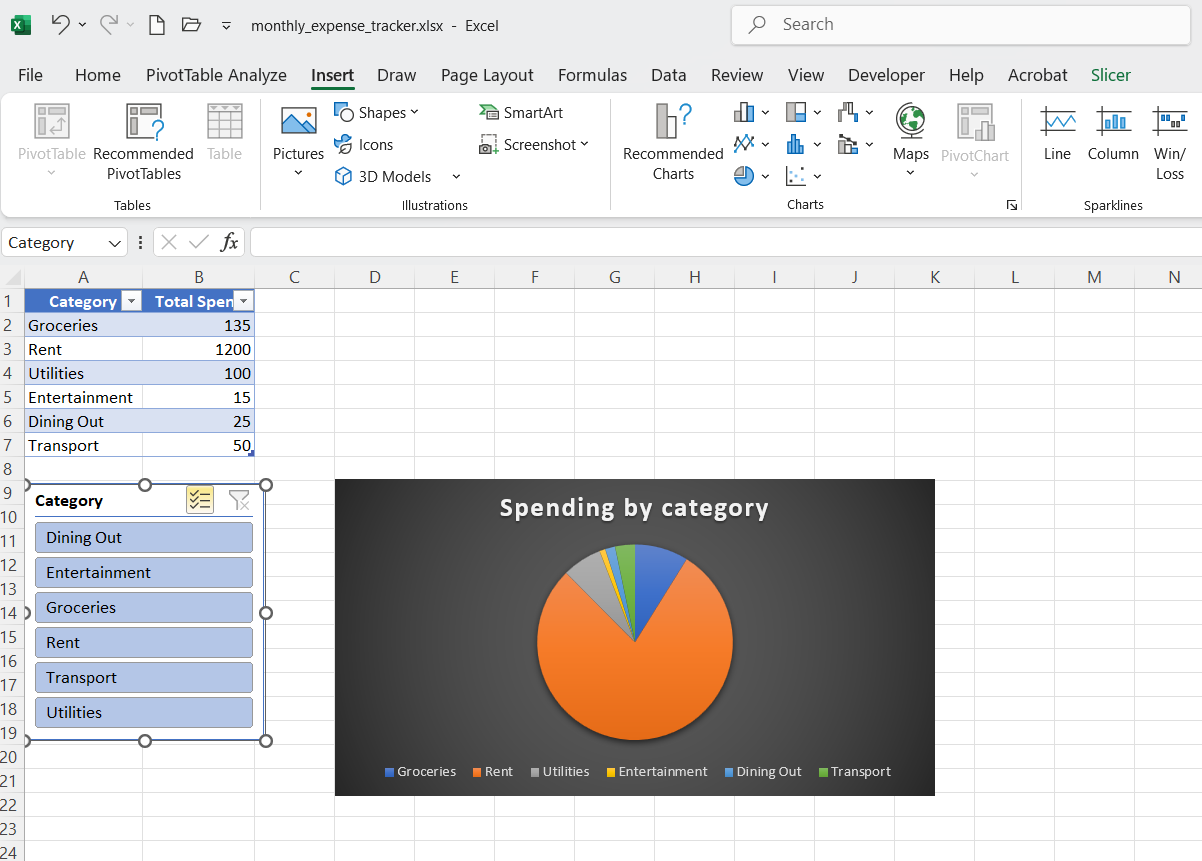 monthly_expense_tracker.xlsx - Excel
Search
File Home PivotTable Analyze Insert Draw Page Layout Formulas Data Review View Developer Help Acrobat Slicer
PivotTable
Recommended
PivotTables
Table
Tables
Pictures
Shapes
Icons
3D Models
SmartArt
Screenshot
Illustrations
Recommended
Charts
Maps
PivotChart
Charts
Line
Column
Win/
Loss
Sparklines
Category fx
A B C D E F G H I J K L M N
1 Category Total Spen
2 Groceries 135
3 Rent 1200
4 Utilities 100
5 Entertainment 15
6 Dining Out 25
7 Transport 50
8
9
10
11
12
13
14
15
16
17
18
19
20
21
22
23
24
Category
Dining Out
Entertainment
Groceries
Rent
Transport
Utilities
Spending by category
Groceries Rent Utilities Entertainment Dining Out Transport